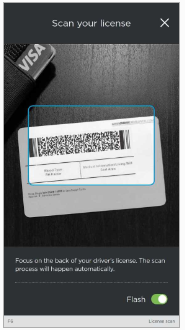 Scan your license
VISA
Focus on the back of your driver's license. The scan
process will happen automatically.
Flash